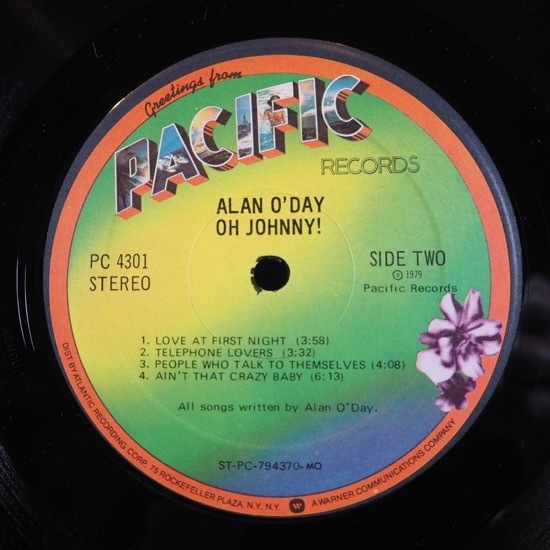 Greetings from
PACIFIC
RECORDS
ALAN O'DAY
OH JOHNNY!
PC 4301
STEREO
SIDE TWO
℗ 1979
Pacific Records
1. LOVE AT FIRST NIGHT (3:58)
2. TELEPHONE LOVERS (3:32)
3. PEOPLE WHO TALK TO THEMSELVES (4:08)
4. AIN'T THAT CRAZY BABY (6:13)
All songs written by Alan O'Day.
ST-PC-794370-MO
DIST. BY ATLANTIC RECORDING CORP. 75 ROCKEFELLER PLAZA, N.Y., N.Y. A WARNER COMMUNICATIONS COMPANY